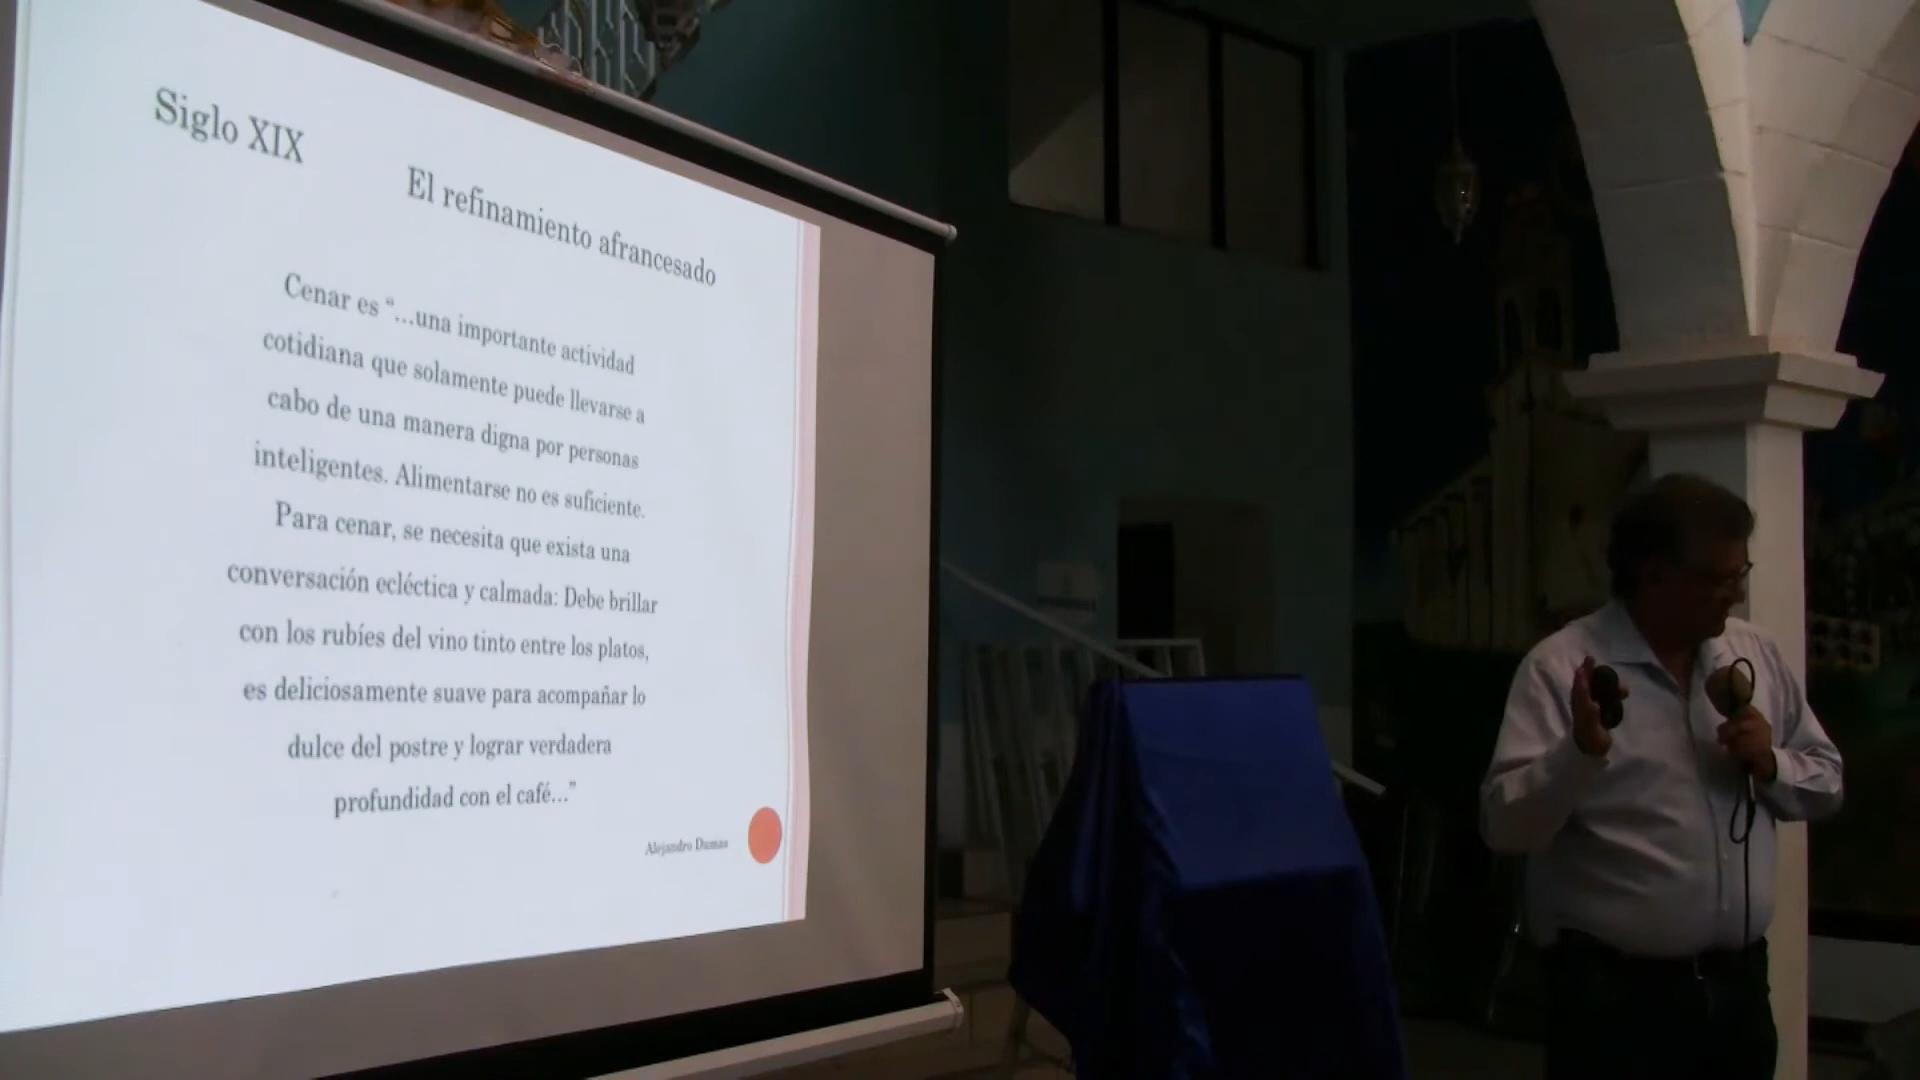 Siglo XIX
El refinamiento afrancesado
Cenar es “...una importante actividad
cotidiana que solamente puede llevarse a
cabo de una manera digna por personas
inteligentes. Alimentarse no es suficiente.
Para cenar, se necesita que exista una
conversación ecléctica y calmada: Debe brillar
con los rubíes del vino tinto entre los platos,
es deliciosamente suave para acompañar lo
dulce del postre y lograr verdadera
profundidad con el café...”
Alejandro Dumas